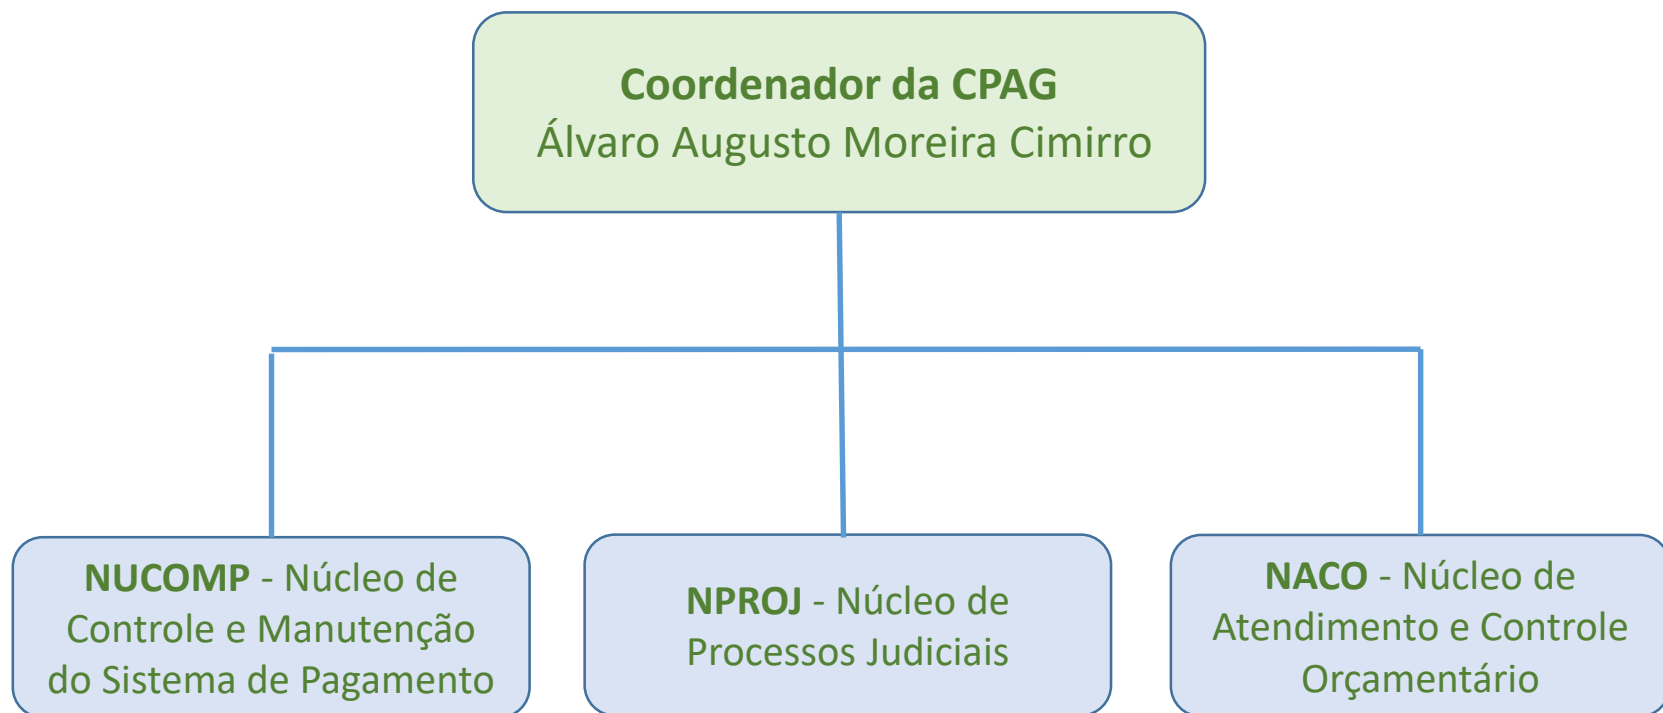 Coordenador da CPAG
Álvaro Augusto Moreira Cimirro
NUCOMP - Núcleo de
Controle e Manutenção
do Sistema de Pagamento
NPROJ - Núcleo de
Processos Judiciais
NACO - Núcleo de
Atendimento e Controle
Orçamentário